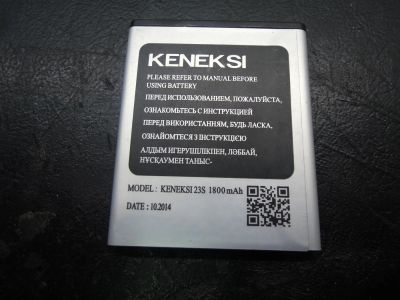 KENEKSI
PLEASE REFER TO MANUAL BEFORE
USING BATTERY
ПЕРЕД ИСПОЛЬЗОВАНИЕМ, ПОЖАЛУЙСТА,
ОЗНАКОМЬТЕСЬ С ИНСТРУКЦИЕЙ
ПЕРЕД ВИКОРИСТАННЯМ, БУДЬ ЛАСКА,
ОЗНАЙОМТЕСЯ З ІНСТРУКЦІЄЮ
АЛДЫМ ИГЕРУШІЛІКПЕН, ЛӘББАЙ,
НҰСҚАУМЕН ТАНЫС-
MODEL : KENEKSI 23S 1800mAh
DATE : 10.2014